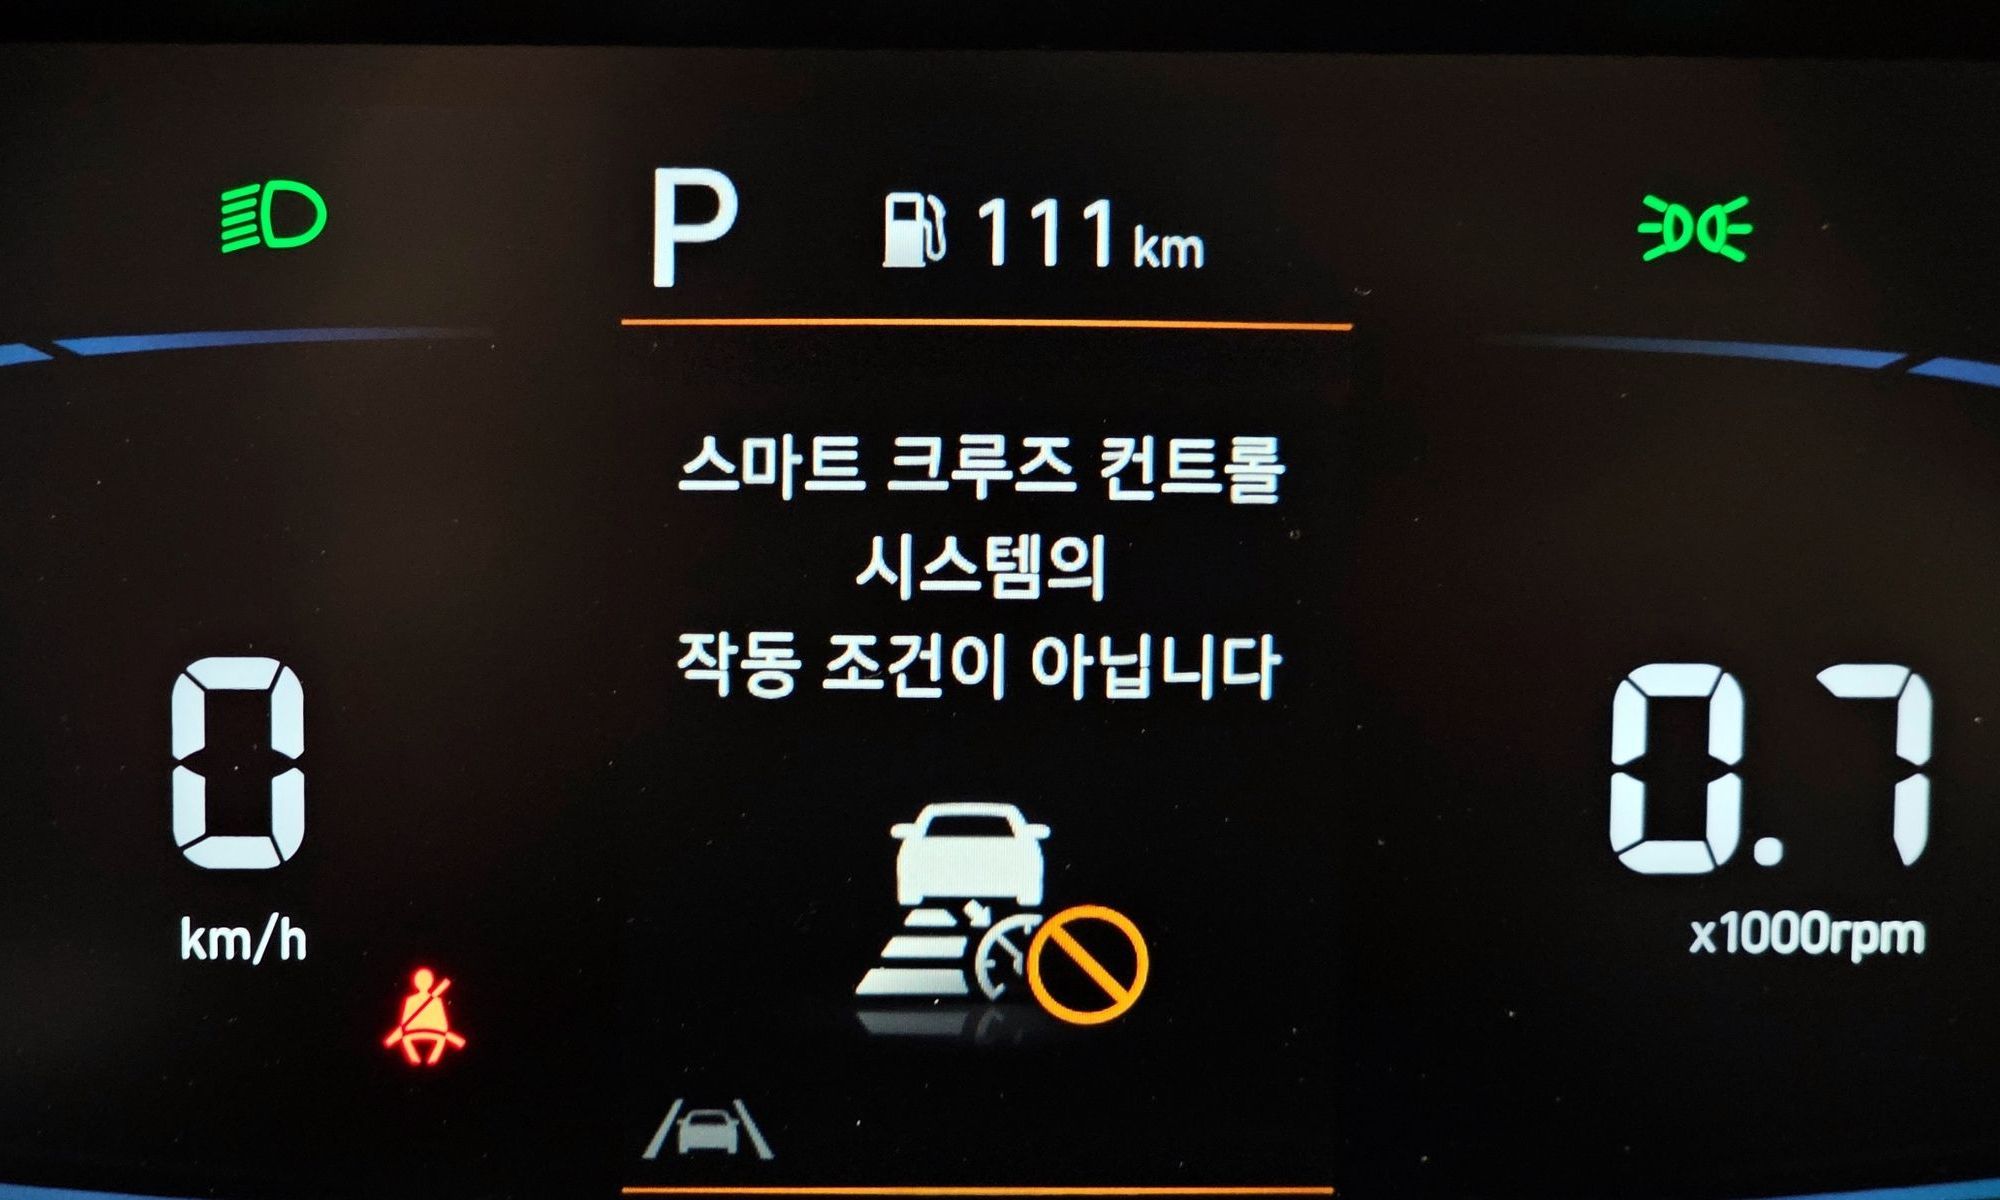 P 111 km
스마트 크루즈 컨트롤
시스템의
작동 조건이 아닙니다
0
km/h
0.7
x1000rpm